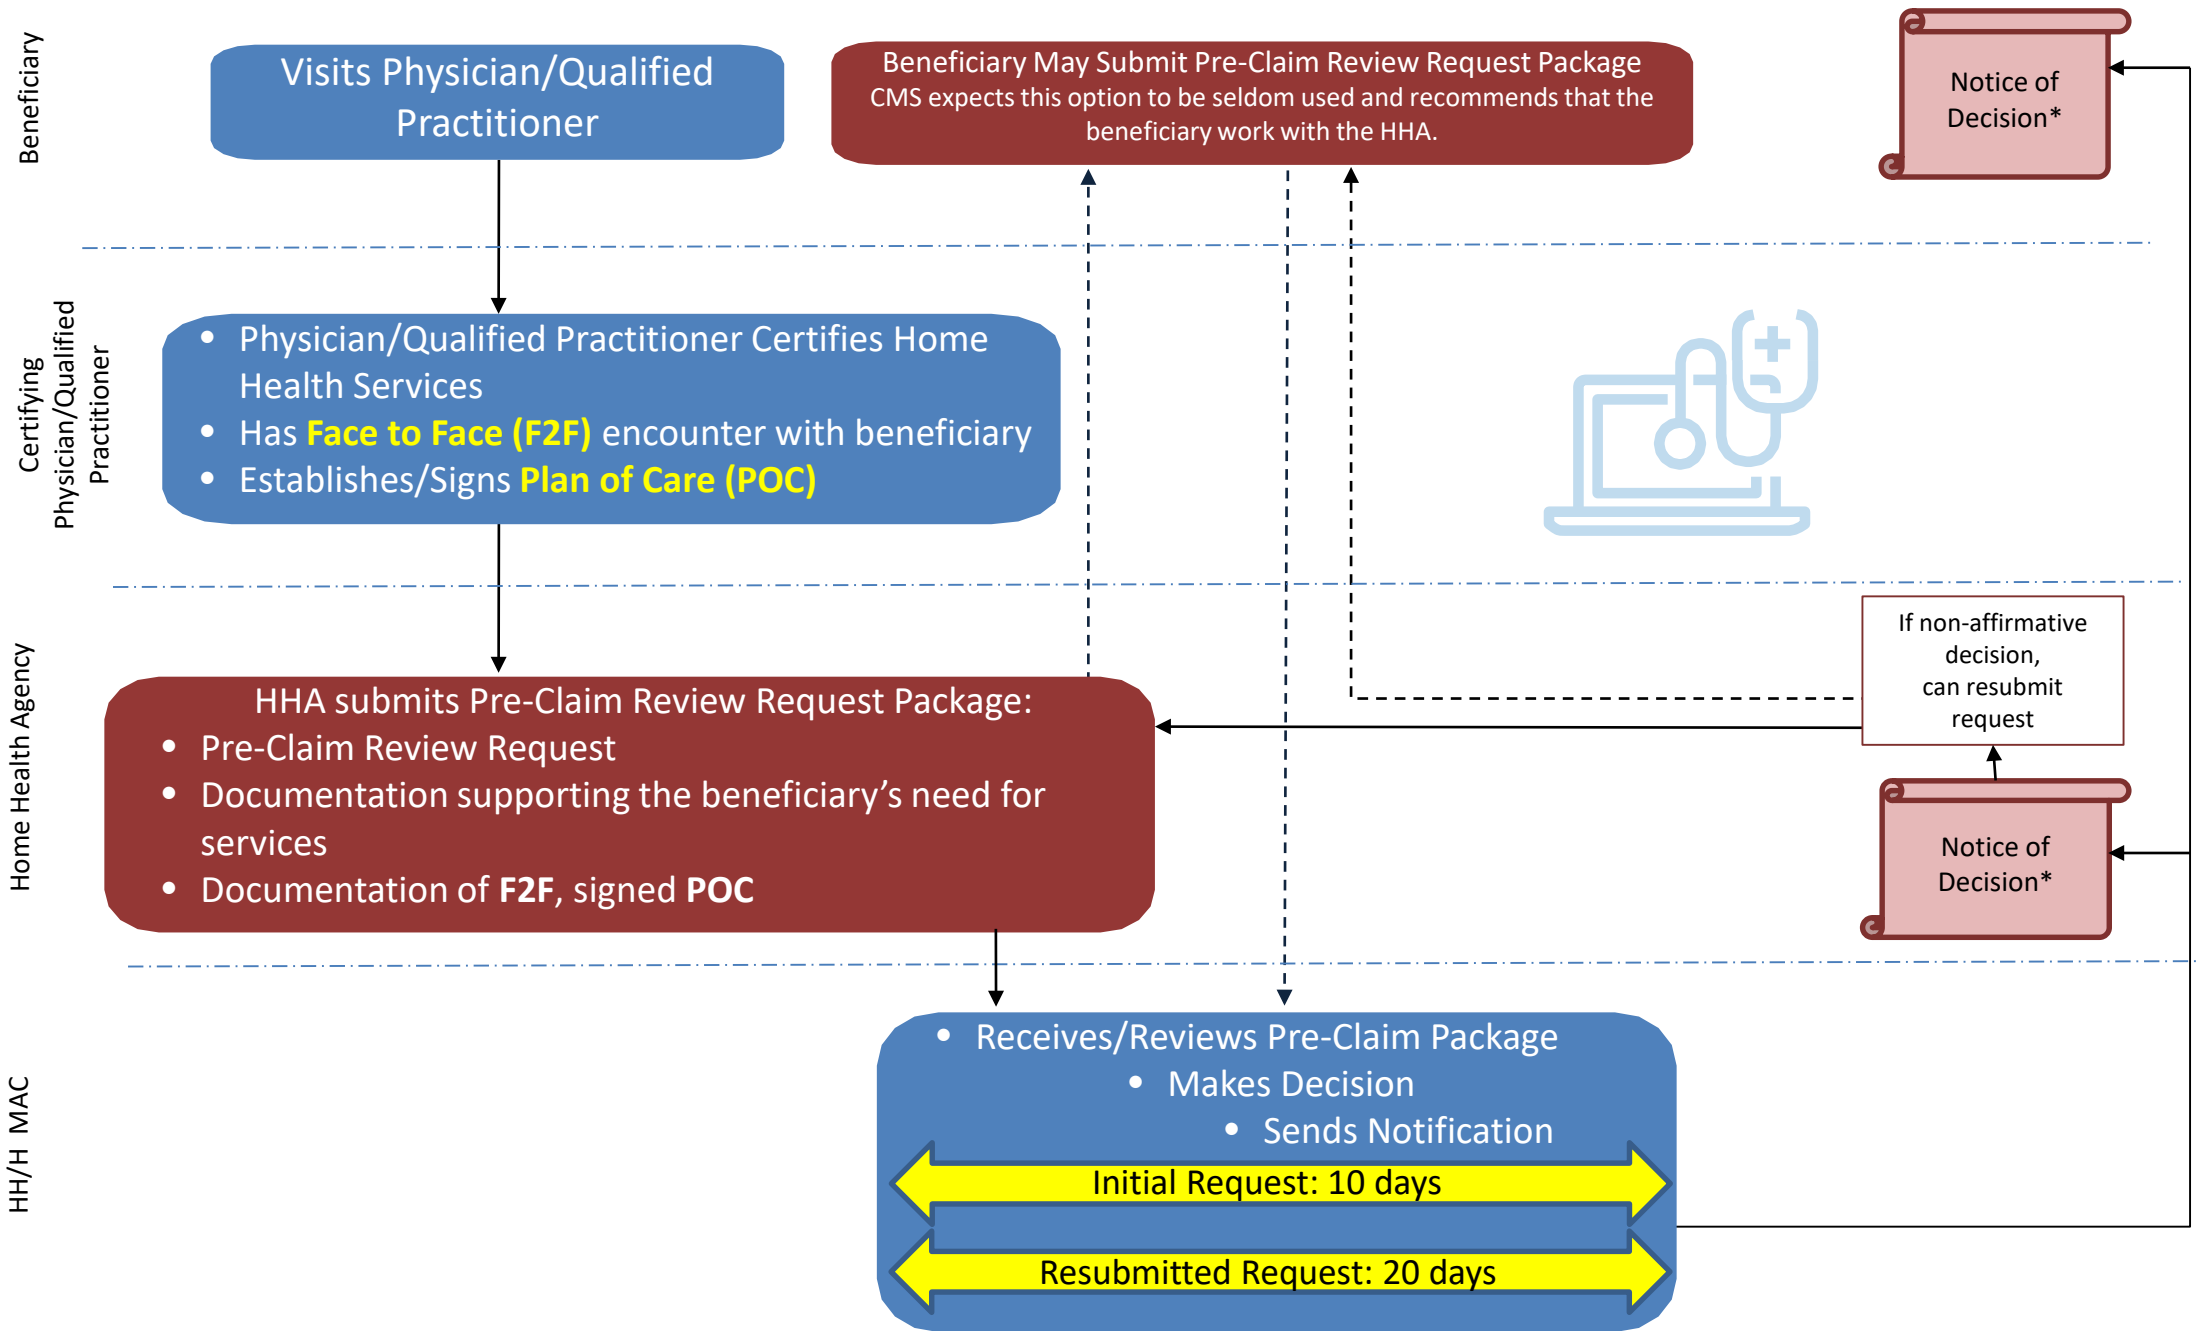 Beneficiary
Visits Physician/Qualified
Practitioner
Beneficiary May Submit Pre-Claim Review Request Package
CMS expects this option to be seldom used and recommends that the
beneficiary work with the HHA.
Notice of
Decision*
Certifying
Physician/Qualified
Practitioner
• Physician/Qualified Practitioner Certifies Home
Health Services
• Has Face to Face (F2F) encounter with beneficiary
• Establishes/Signs Plan of Care (POC)
Home Health Agency
HHA submits Pre-Claim Review Request Package:
• Pre-Claim Review Request
• Documentation supporting the beneficiary’s need for
services
• Documentation of F2F, signed POC
If non-affirmative
decision,
can resubmit
request
Notice of
Decision*
HH/H MAC
• Receives/Reviews Pre-Claim Package
• Makes Decision
• Sends Notification
Initial Request: 10 days
Resubmitted Request: 20 days